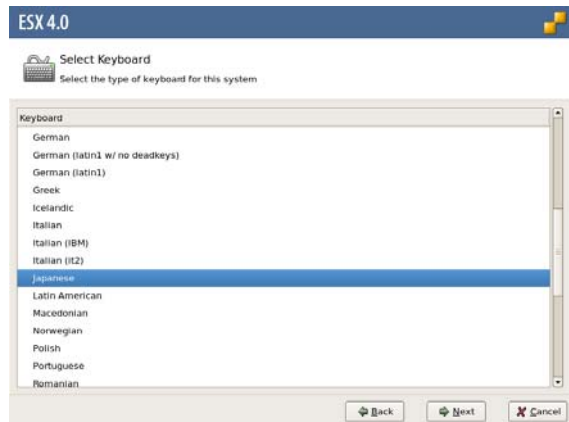 ESX 4.0
Select Keyboard
Select the type of keyboard for this system
Keyboard
German
German (latin1 w/ no deadkeys)
German (latin1)
Greek
Icelandic
Italian
Italian (IBM)
Italian (it2)
Japanese
Latin American
Macedonian
Norwegian
Polish
Portuguese
Romanian
Back Next Cancel